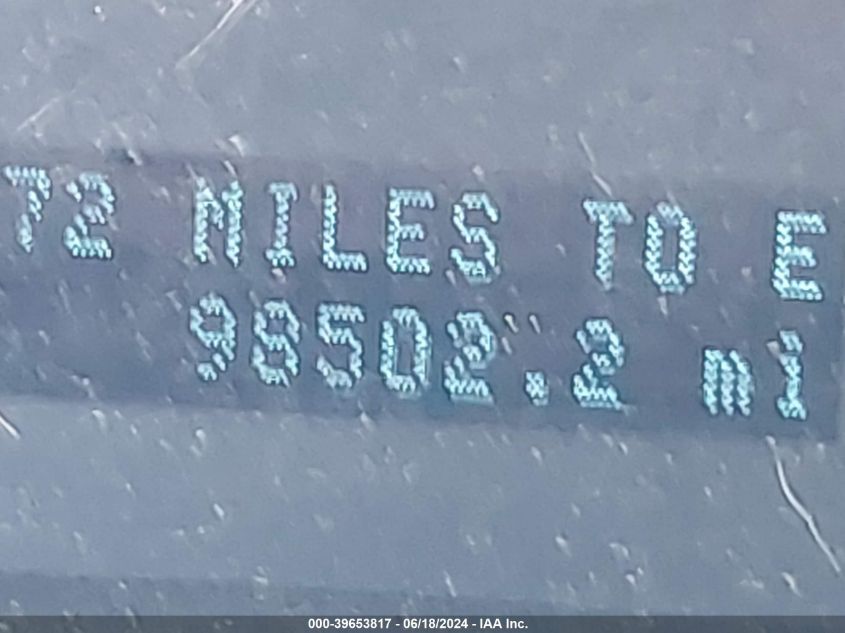 72 MILES TO E
98502.2 mi
000-39653817 - 06/18/2024 - IAA Inc.